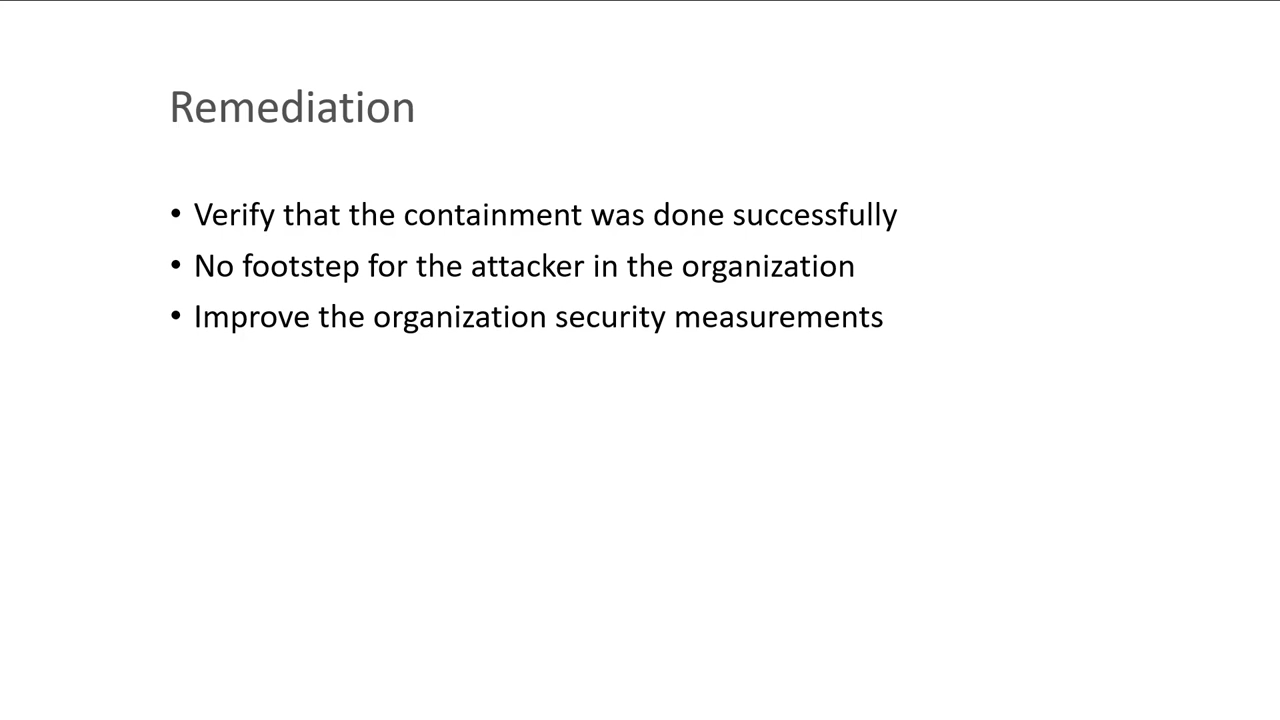 Remediation
• Verify that the containment was done successfully
• No footstep for the attacker in the organization
• Improve the organization security measurements